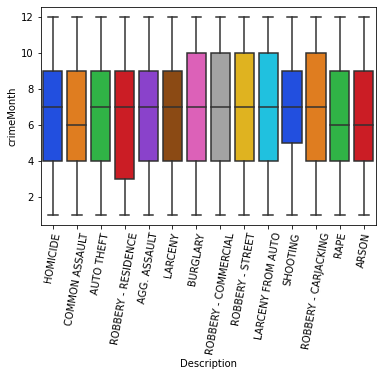 12
10
8
6
4
2
crimeMonth
HOMICIDE
COMMON ASSAULT
AUTO THEFT
ROBBERY - RESIDENCE
AGG. ASSAULT
LARCENY
BURGLARY
ROBBERY - COMMERCIAL
ROBBERY - STREET
LARCENY FROM AUTO
SHOOTING
ROBBERY - CARJACKING
RAPE
ARSON
Description